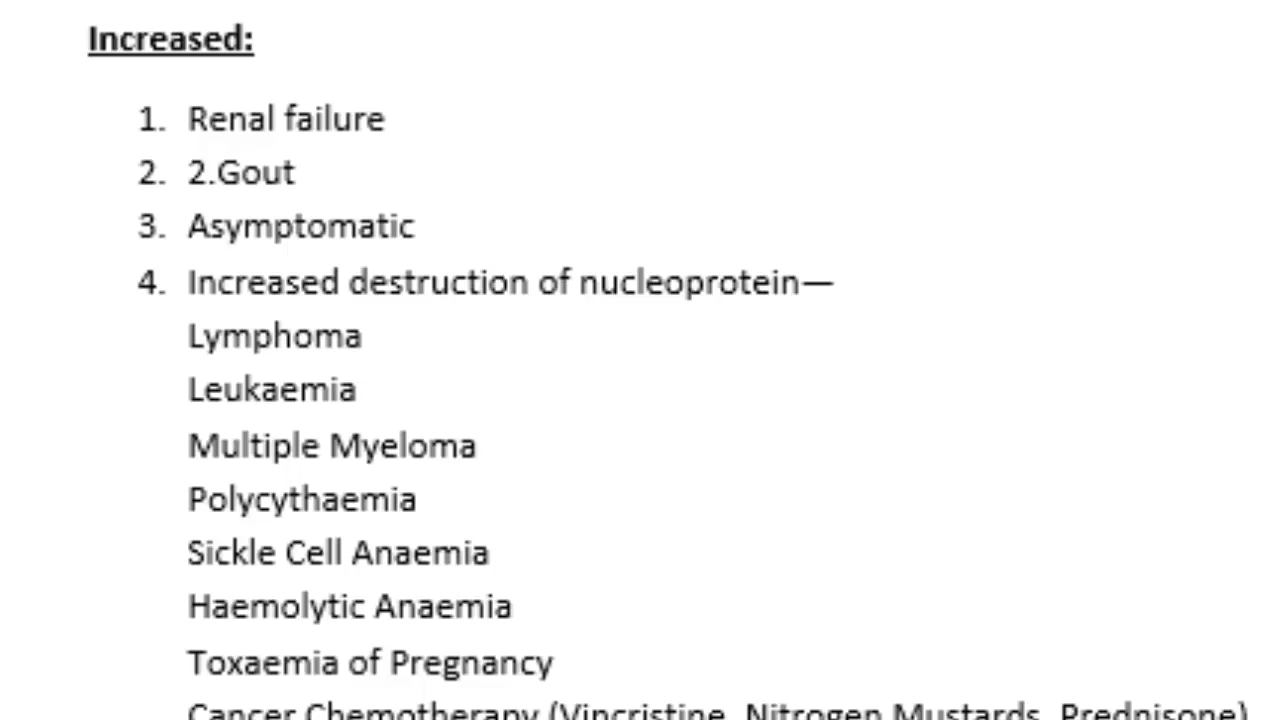 Increased:
1. Renal failure
2. 2.Gout
3. Asymptomatic
4. Increased destruction of nucleoprotein—
Lymphoma
Leukaemia
Multiple Myeloma
Polycythaemia
Sickle Cell Anaemia
Haemolytic Anaemia
Toxaemia of Pregnancy
Cancer Chemotherapy (Vincristine, Nitrogen Mustards, Prednisone)